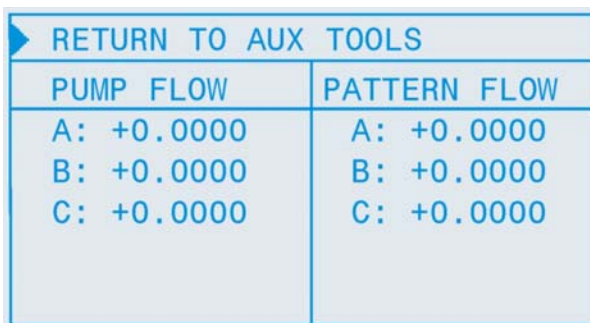 RETURN TO AUX TOOLS
PUMP FLOW PATTERN FLOW
A: +0.0000 A: +0.0000
B: +0.0000 B: +0.0000
C: +0.0000 C: +0.0000